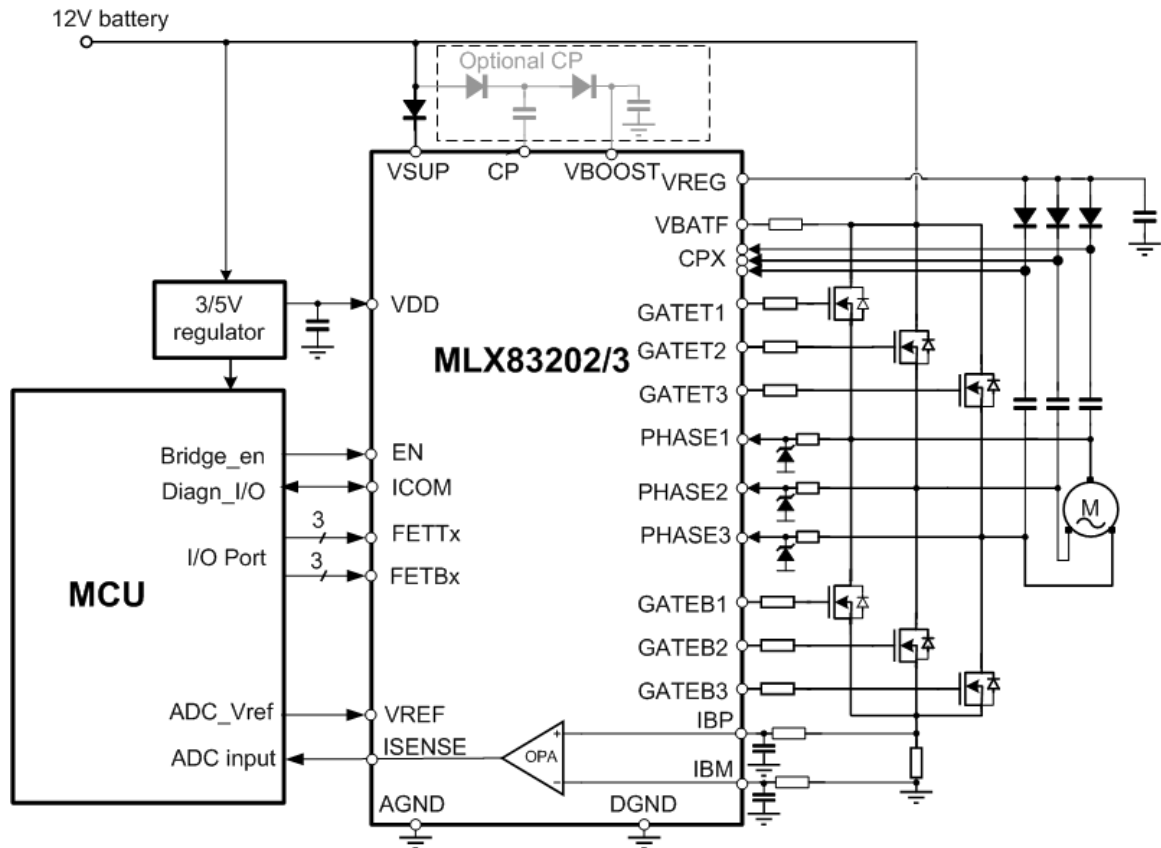 12V battery
Optional CP
VSUP
CP
VBOOST
VREG
VBATF
CPX
3/5V
regulator
VDD
GATET1
GATET2
GATET3
MLX83202/3
PHASE1
PHASE2
PHASE3
M
MCU
Bridge_en
EN
Diagn_I/O
ICOM
I/O Port
3
FETTx
3
FETBx
GATEB1
GATEB2
GATEB3
ADC_Vref
VREF
IBP
ADC input
ISENSE
+
OPA
−
IBM
AGND
DGND